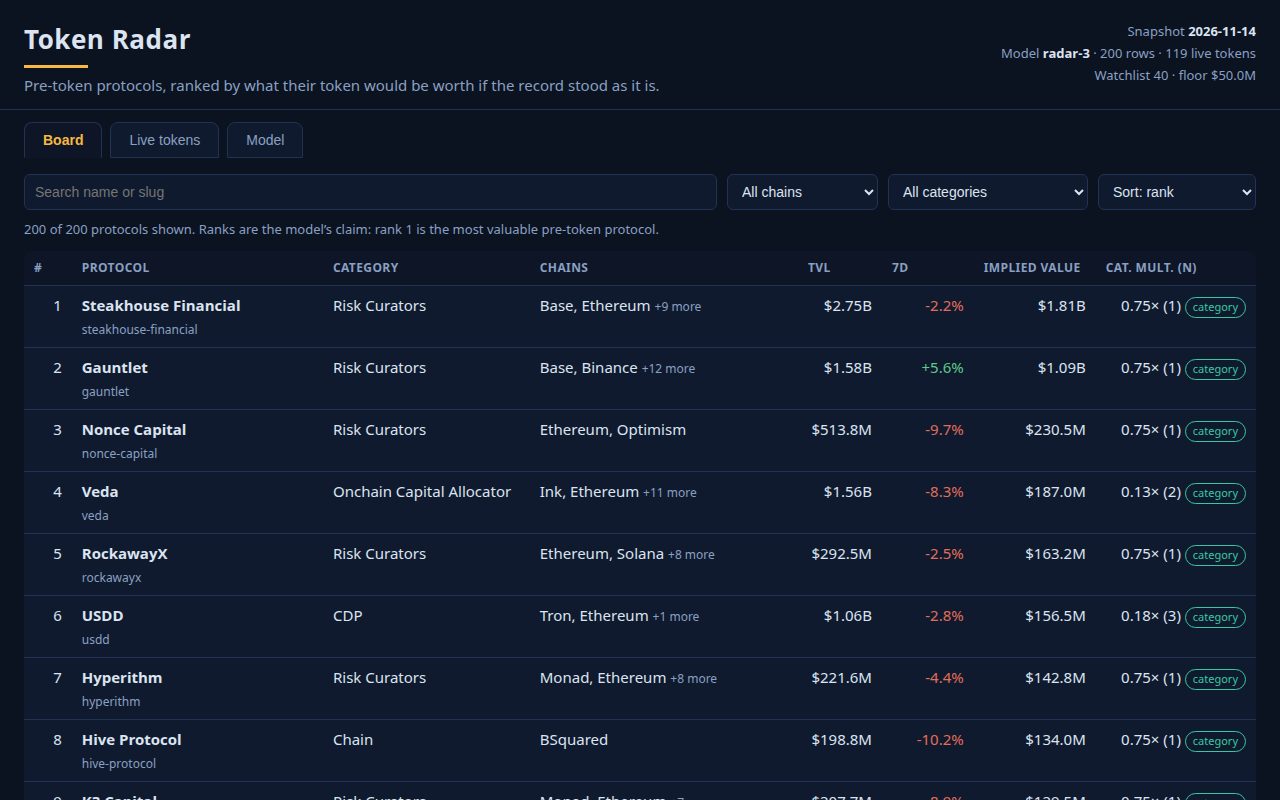 Token Radar
Pre-token protocols, ranked by what their token would be worth if the record stood as it is.
Snapshot 2026-11-14
Model radar-3 · 200 rows · 119 live tokens
Watchlist 40 · floor $50.0M
Board Live tokens Model
Search name or slug All chains All categories Sort: rank
200 of 200 protocols shown. Ranks are the model’s claim: rank 1 is the most valuable pre-token protocol.
# PROTOCOL CATEGORY CHAINS TVL 7D IMPLIED VALUE CAT. MULT. (N)
1 Steakhouse Financial Risk Curators Base, Ethereum +9 more $2.75B -2.2% $1.81B 0.75× (1) category
steakhouse-financial
2 Gauntlet Risk Curators Base, Binance +12 more $1.58B +5.6% $1.09B 0.75× (1) category
gauntlet
3 Nonce Capital Risk Curators Ethereum, Optimism $513.8M -9.7% $230.5M 0.75× (1) category
nonce-capital
4 Veda Onchain Capital Allocator Ink, Ethereum +11 more $1.56B -8.3% $187.0M 0.13× (2) category
veda
5 RockawayX Risk Curators Ethereum, Solana +8 more $292.5M -2.5% $163.2M 0.75× (1) category
rockawayx
6 USDD CDP Tron, Ethereum +1 more $1.06B -2.8% $156.5M 0.18× (3) category
usdd
7 Hyperithm Risk Curators Monad, Ethereum +8 more $221.6M -4.4% $142.8M 0.75× (1) category
hyperithm
8 Hive Protocol Chain BSquared $198.8M -10.2% $134.0M 0.75× (1) category
hive-protocol